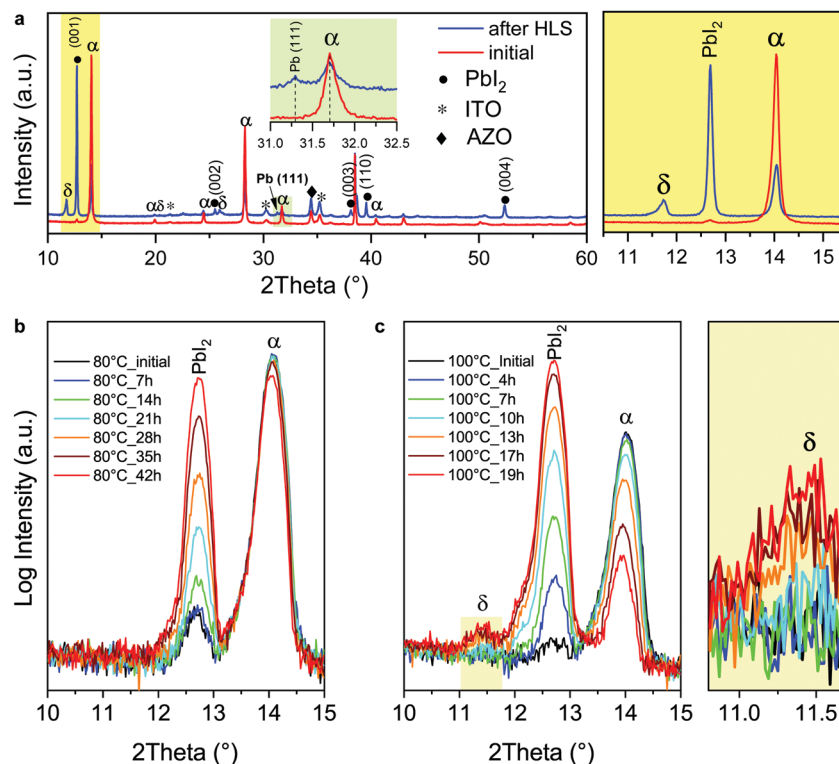 a
Intensity (a.u.)
(001)
α
δ
α
δ
*
α
(002)
δ
α
*
Pb (111)
α
*
(003)
(110)
α
(004)
Pb (111)
α
31.0 31.5 32.0 32.5
after HLS
initial
● PbI₂
* ITO
♦ AZO
10 20 30 40 50 60
2Theta (°)
δ
PbI₂
α
11 12 13 14 15
b
Log Intensity (a.u.)
80°C_initial
80°C_7h
80°C_14h
80°C_21h
80°C_28h
80°C_35h
80°C_42h
PbI₂
α
10 11 12 13 14 15
2Theta (°)
c
100°C_Initial
100°C_4h
100°C_7h
100°C_10h
100°C_13h
100°C_17h
100°C_19h
δ
PbI₂
α
10 11 12 13 14 15
2Theta (°)
δ
11.0 11.5